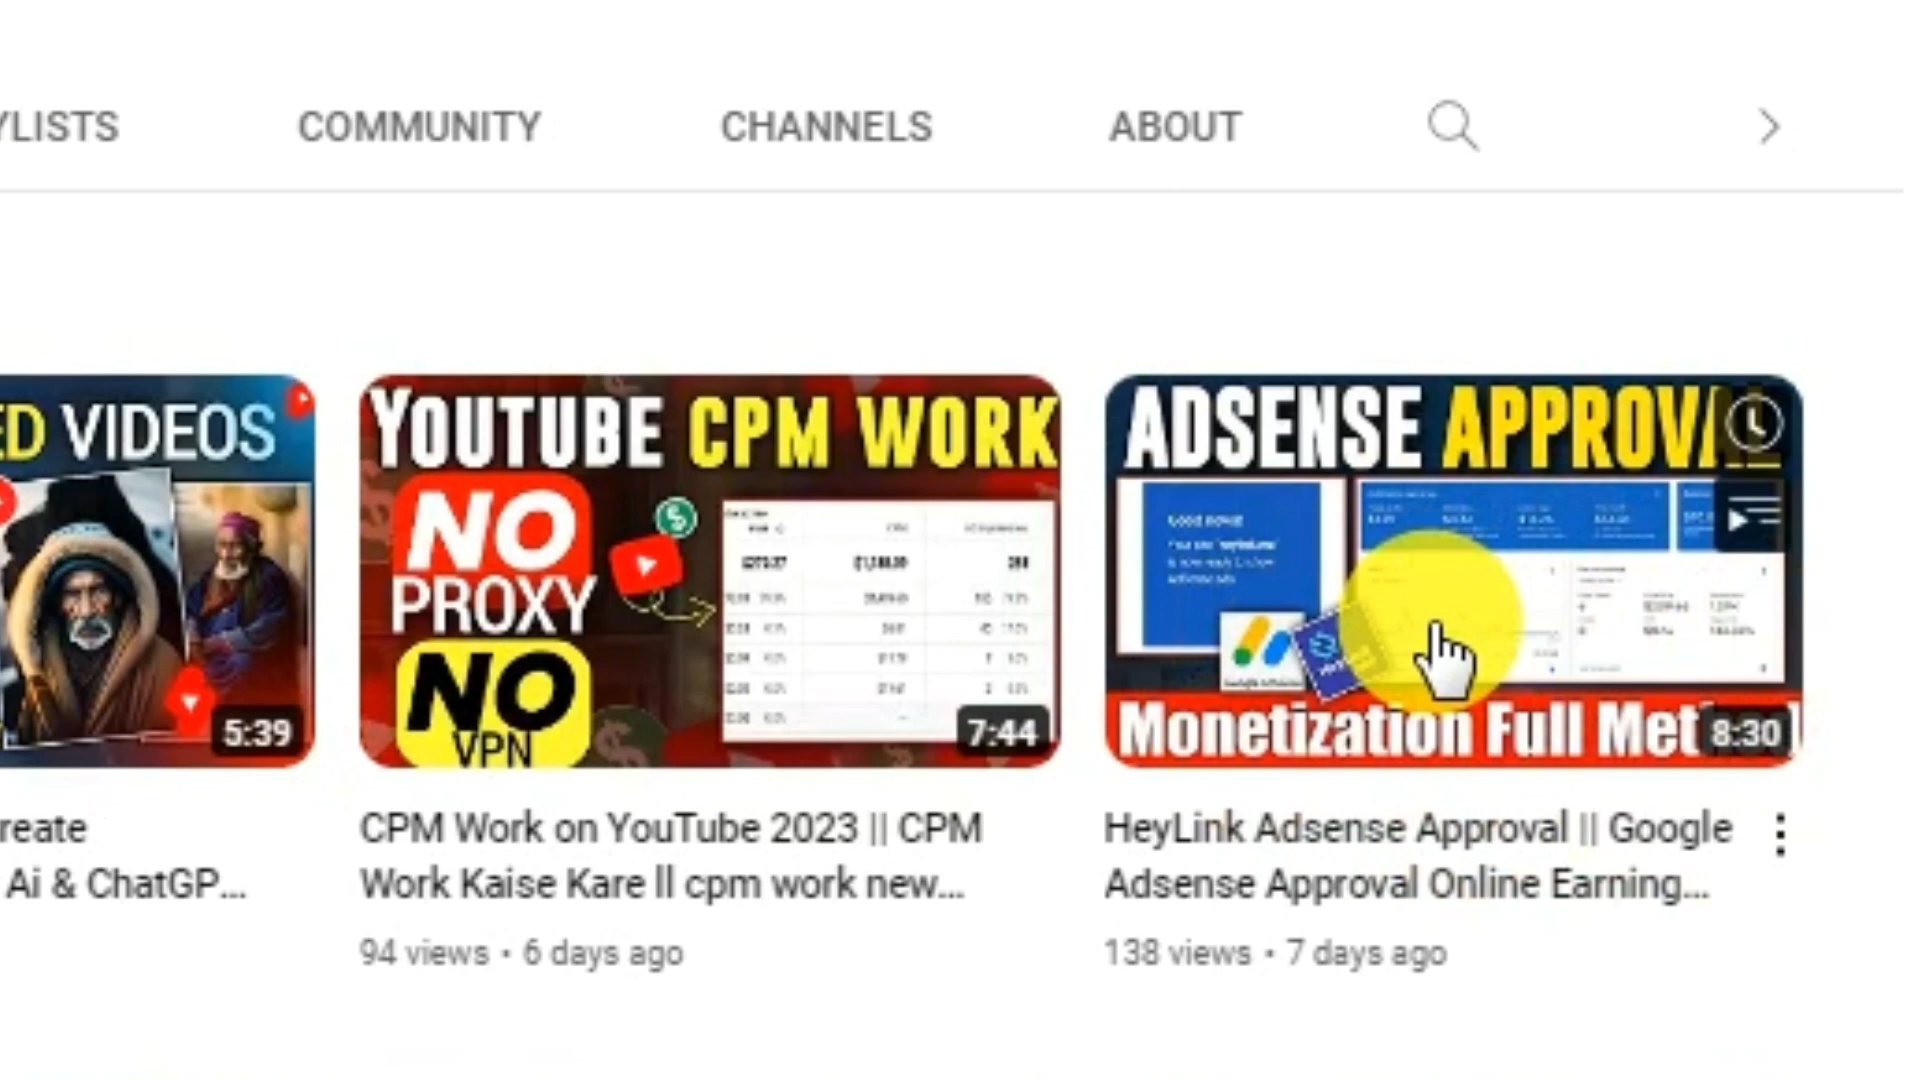 YLISTS
COMMUNITY
CHANNELS
ABOUT
ED VIDEOS
5:39
YOUTUBE CPM WORK
NO
PROXY
NO
VPN
7:44
ADSENSE APPROVAL
Good news!
Monetization Full Met
8:30
reate
Ai & ChatGP...
CPM Work on YouTube 2023 || CPM
Work Kaise Kare ll cpm work new...
94 views • 6 days ago
HeyLink Adsense Approval || Google
Adsense Approval Online Earning...
138 views • 7 days ago